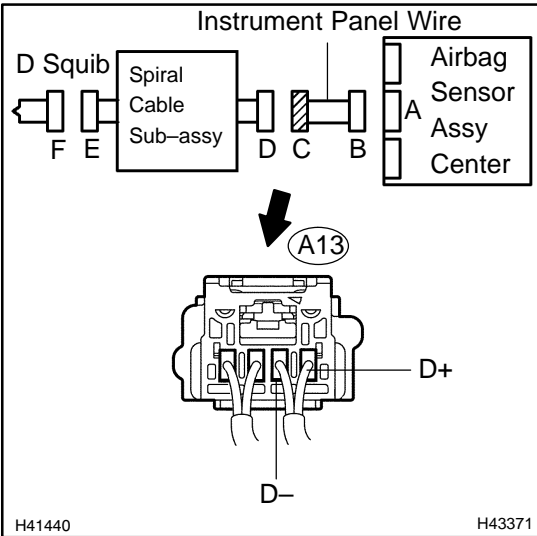 Instrument Panel Wire
D Squib
Spiral
Cable
Sub–assy
Airbag
Sensor
Assy
Center
F E D C B A
A13
D+
D–
H41440 H43371